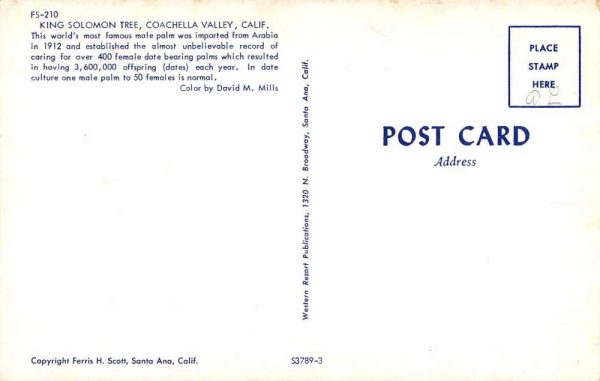 FS-210
KING SOLOMON TREE, COACHELLA VALLEY, CALIF.
This world's most famous male palm was imported from Arabia
in 1912 and established the almost unbelievable record of
caring for over 400 female date bearing palms which resulted
in having 3,600,000 offspring (dates) each year. In date
culture one male palm to 50 females is normal.
Color by David M. Mills
Western Resort Publications, 1320 N. Broadway, Santa Ana, Calif.
PLACE
STAMP
HERE
POST CARD
Address
Copyright Ferris H. Scott, Santa Ana, Calif.
S3789-3